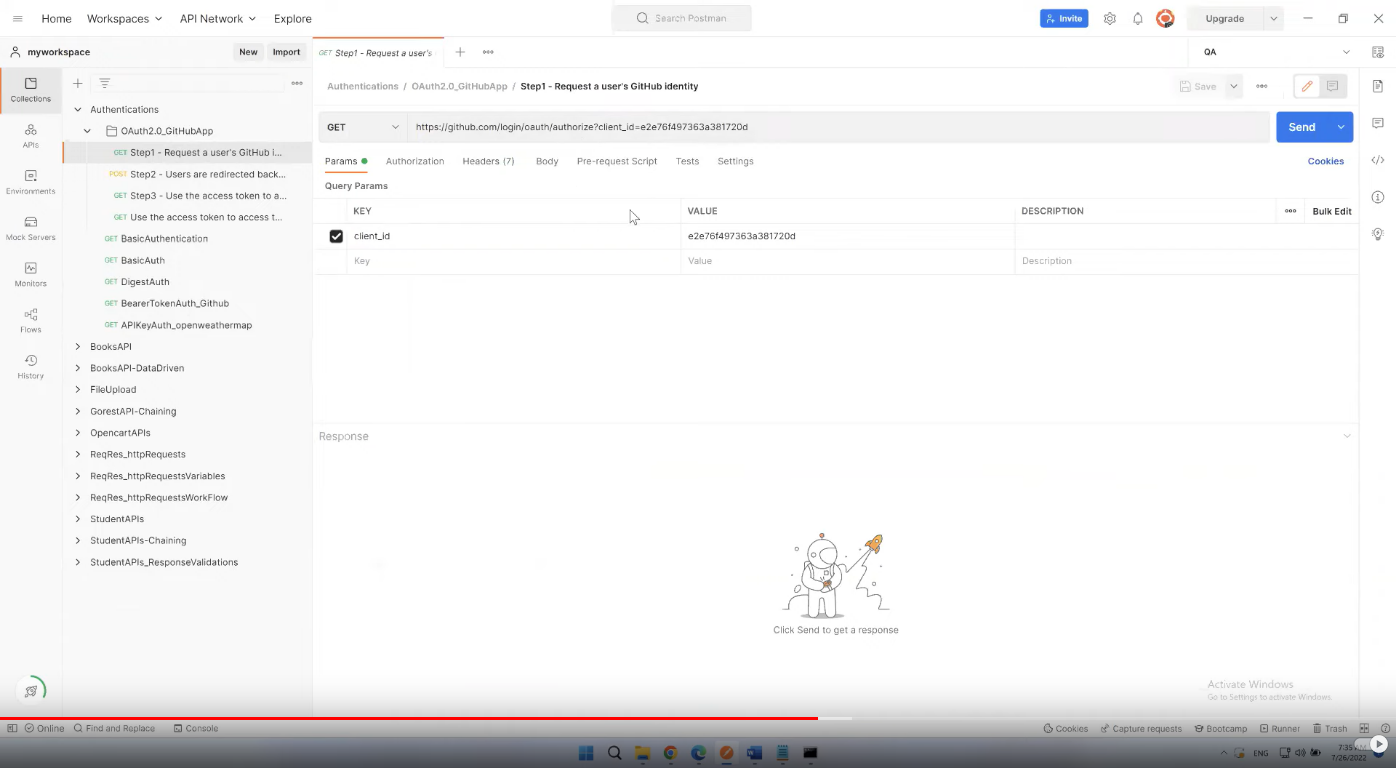 Home Workspaces API Network Explore Search Postman Invite Upgrade
myworkspace New Import GET Step1 - Request a user's QA
Collections
APIs
Environments
Mock Servers
Monitors
Flows
History
Authentications
OAuth2.0_GitHubApp
GET Step1 - Request a user's GitHub i...
POST Step2 - Users are redirected back...
GET Step3 - Use the access token to a...
GET Use the access token to access t...
GET BasicAuthentication
GET BasicAuth
GET DigestAuth
GET BearerTokenAuth_Github
GET APIKeyAuth_openweathermap
BooksAPI
BooksAPI-DataDriven
FileUpload
GorestAPI-Chaining
OpencartAPIs
ReqRes_httpRequests
ReqRes_httpRequestsVariables
ReqRes_httpRequestsWorkFlow
StudentAPIs
StudentAPIs-Chaining
StudentAPIs_ResponseValidations
Authentications / OAuth2.0_GitHubApp / Step1 - Request a user's GitHub identity Save
GET https://github.com/login/oauth/authorize?client_id=e2e76f497363a381720d Send
Params Authorization Headers (7) Body Pre-request Script Tests Settings Cookies
Query Params
KEY VALUE DESCRIPTION Bulk Edit
client_id e2e76f497363a381720d
Key Value Description
Response
Click Send to get a response
Activate Windows
Go to Settings to activate Windows.
Online Find and Replace Console Cookies Capture requests Bootcamp Runner Trash
ENG 7:35 AM
7/26/2022